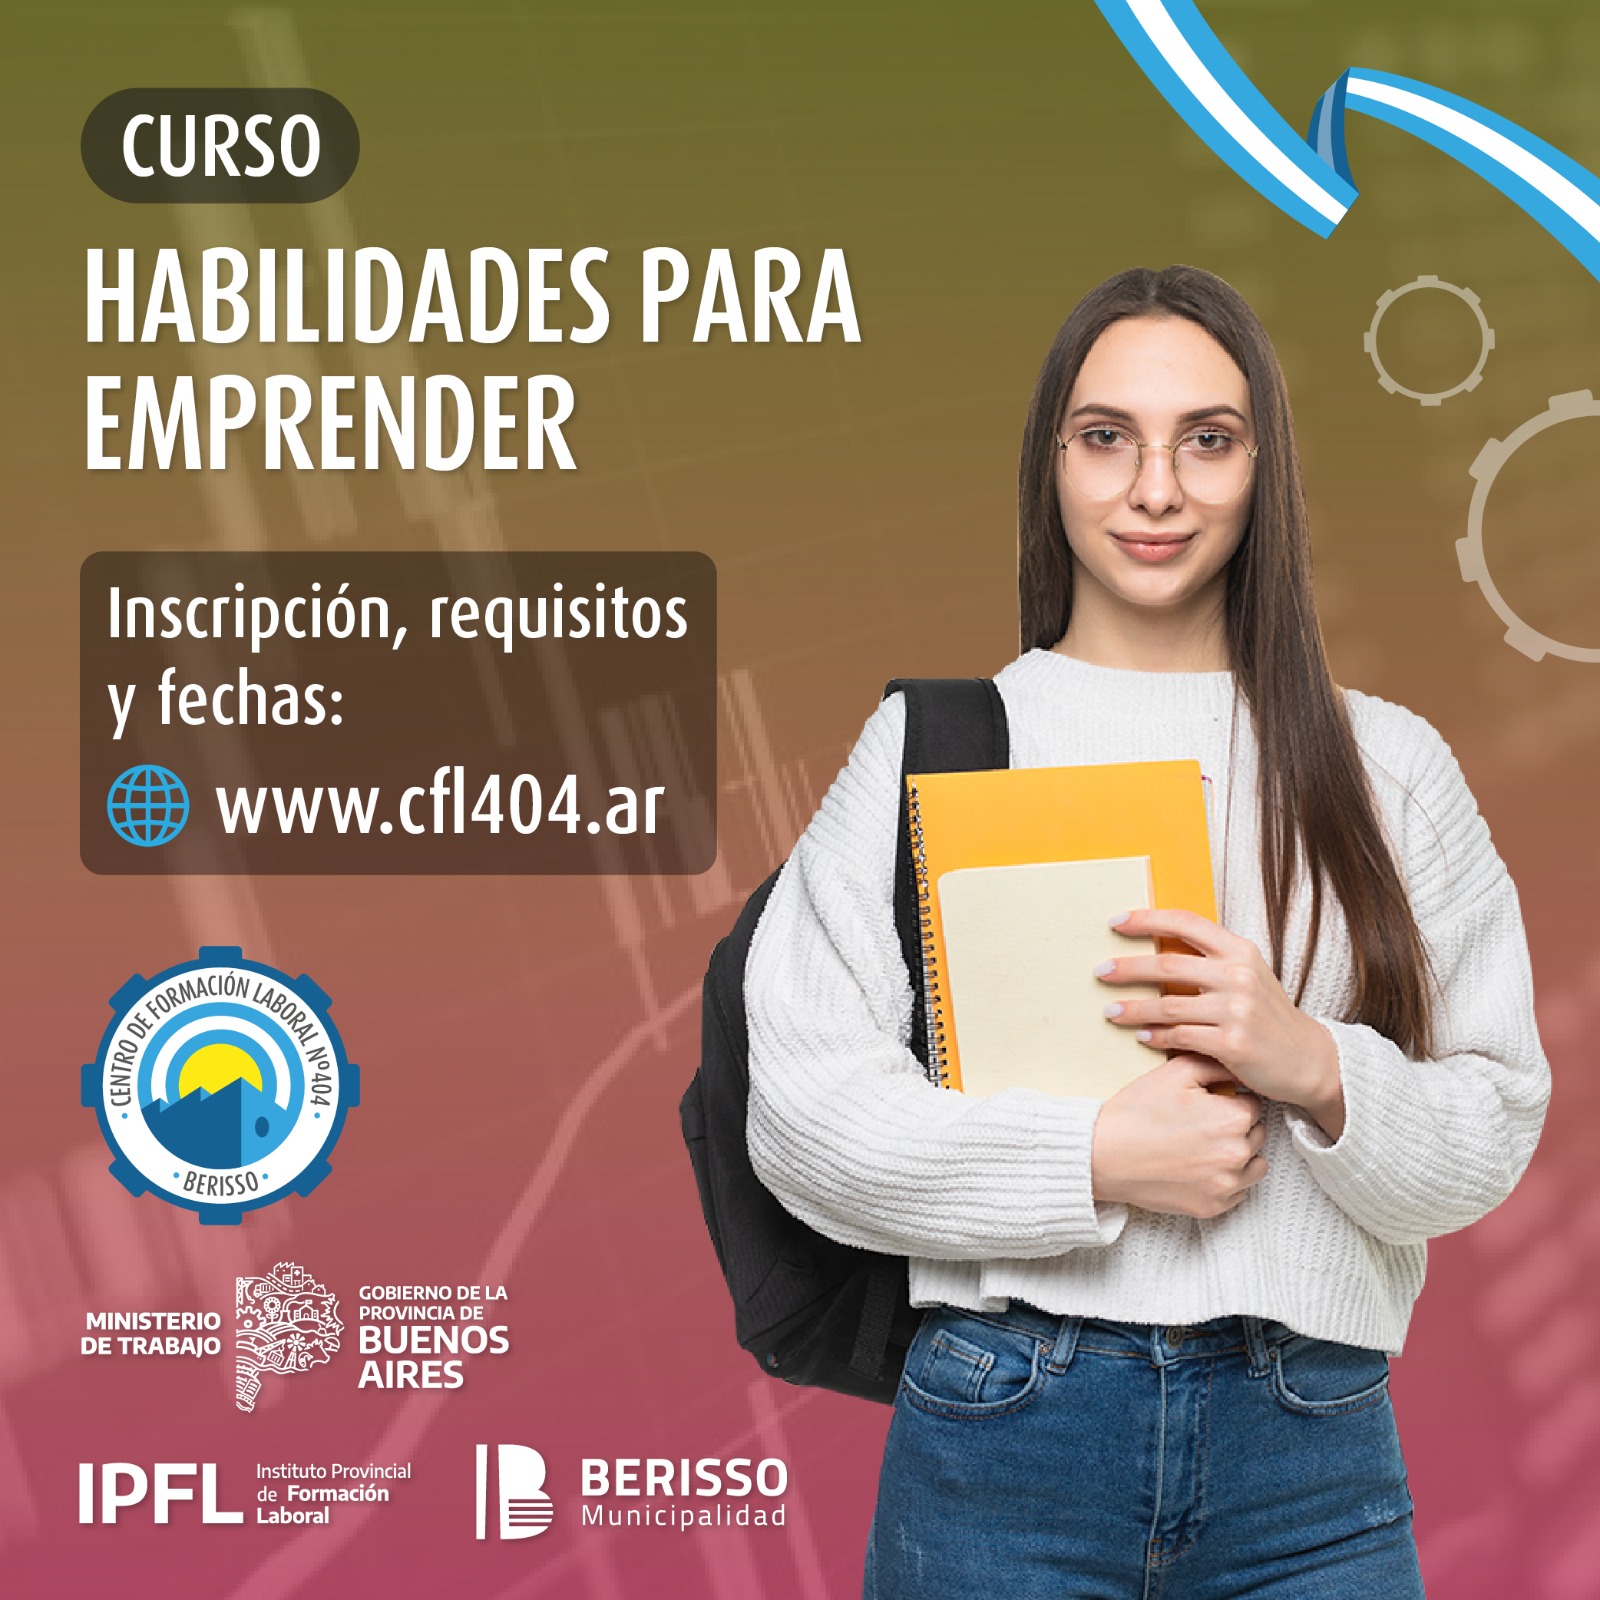 CURSO
HABILIDADES PARA
EMPRENDER
Inscripción, requisitos
y fechas:
www.cfl404.ar
CENTRO DE FORMACIÓN LABORAL Nº404
• BERISSO •
MINISTERIO
DE TRABAJO
GOBIERNO DE LA
PROVINCIA DE
BUENOS
AIRES
IPFL
Instituto Provincial
de Formación
Laboral
BERISSO
Municipalidad